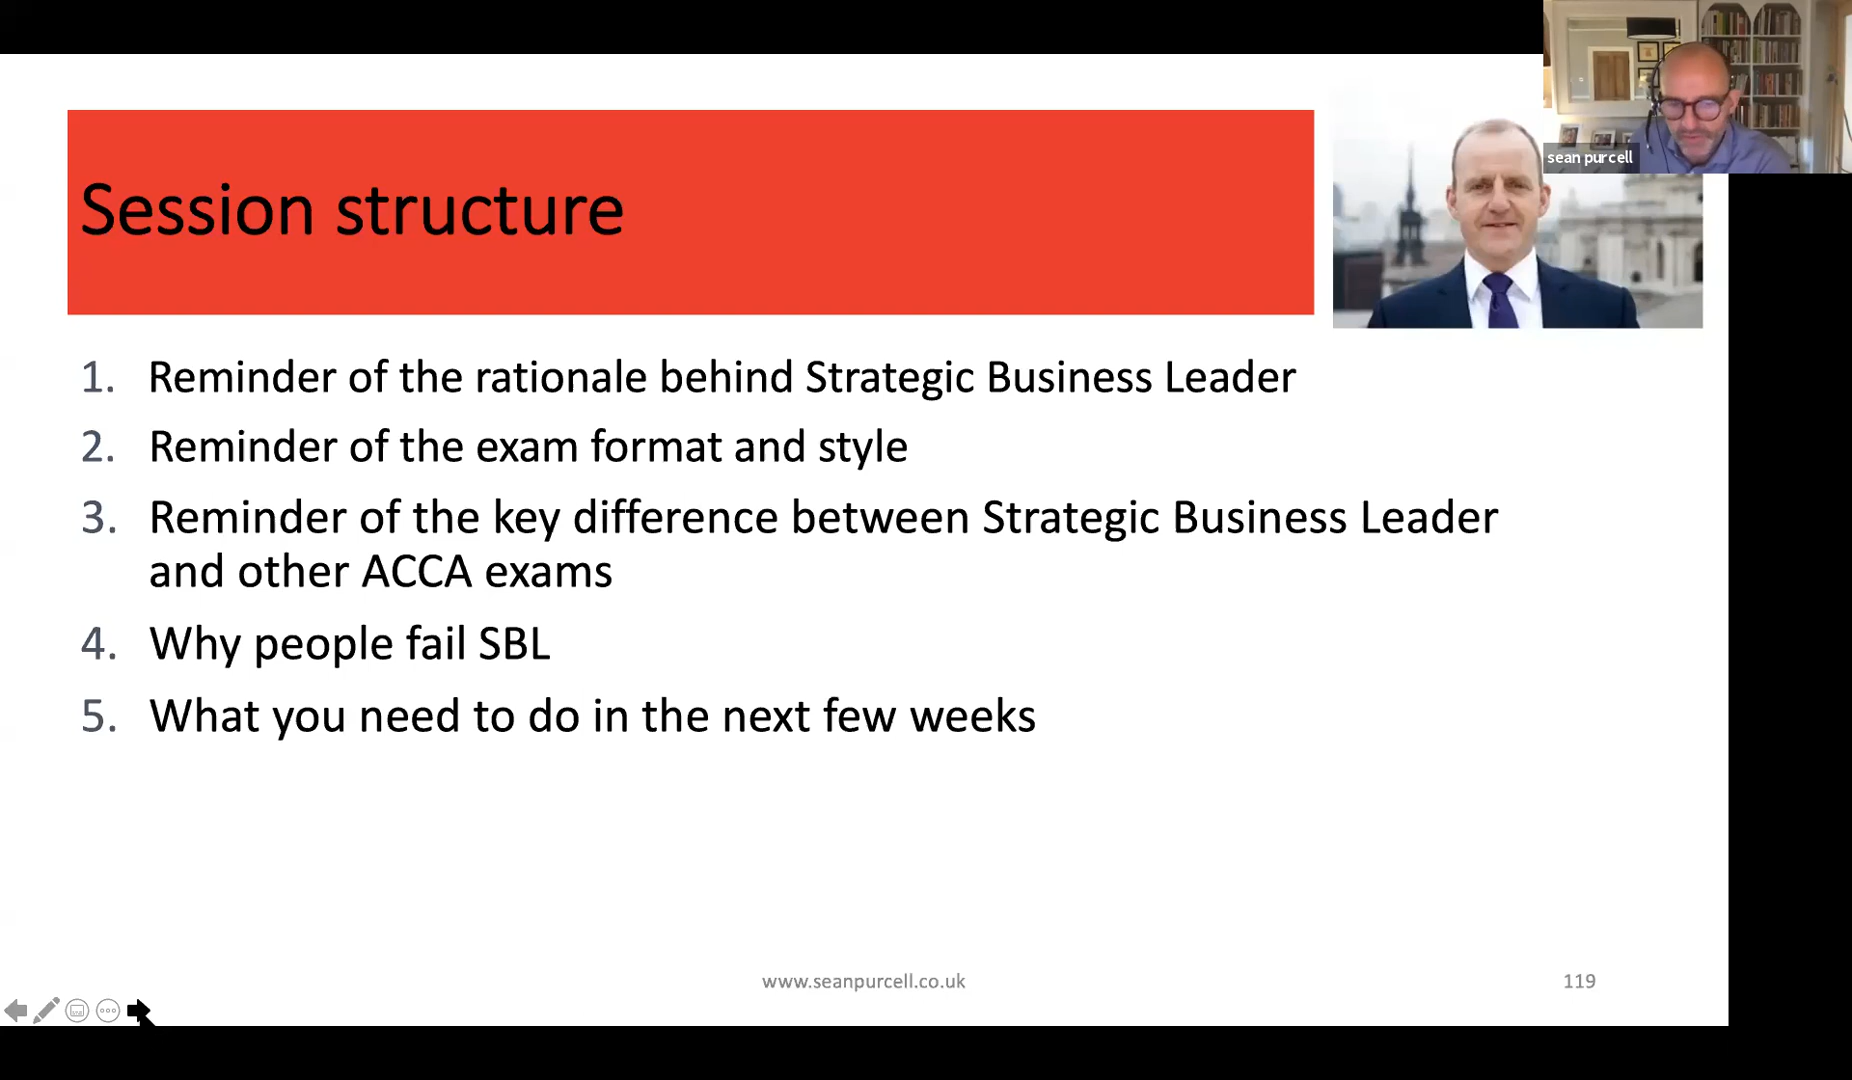 sean purcell
Session structure
1. Reminder of the rationale behind Strategic Business Leader
2. Reminder of the exam format and style
3. Reminder of the key difference between Strategic Business Leader
and other ACCA exams
4. Why people fail SBL
5. What you need to do in the next few weeks
www.seanpurcell.co.uk
119